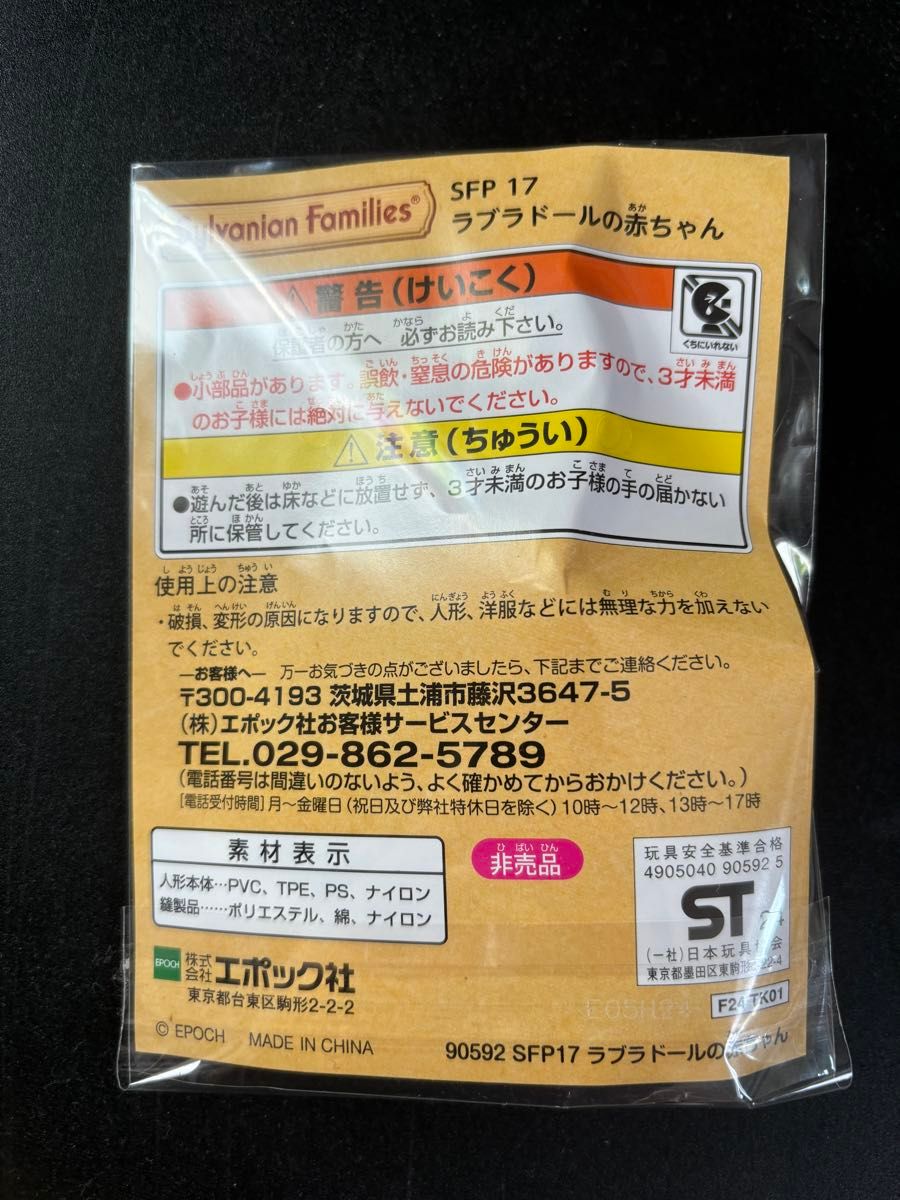 Sylvanian Families®
SFP 17
ラブラドールの赤ちゃん
警告(けいこく)
くちにいれない
保護者の方へ 必ずお読み下さい。
●小部品があります。誤飲・窒息の危険がありますので、3才未満
のお子様には絶対に与えないでください。
注意(ちゅうい)
●遊んだ後は床などに放置せず、3才未満のお子様の手の届かない
所に保管してください。
使用上の注意
・破損、変形の原因になりますので、人形、洋服などには無理な力を加えない
でください。
―お客様へ― 万一お気づきの点がございましたら、下記までご連絡ください。
〒300-4193 茨城県土浦市藤沢3647-5
(株)エポック社お客様サービスセンター
TEL.029-862-5789
(電話番号は間違いのないよう、よく確かめてからおかけください。)
[電話受付時間]月~金曜日(祝日及び弊社特休日を除く)10時~12時、13時~17時
素材表示
人形本体…PVC、TPE、PS、ナイロン
縫製品……ポリエステル、綿、ナイロン
非売品
玩具安全基準合格
4905040 90592 5
ST 24
(一社)日本玩具協会
東京都墨田区東駒形 22-4
F24 TK01
EPOCH 株式会社 エポック社
東京都台東区駒形2-2-2
© EPOCH MADE IN CHINA
90592 SFP17 ラブラドールの赤ちゃん